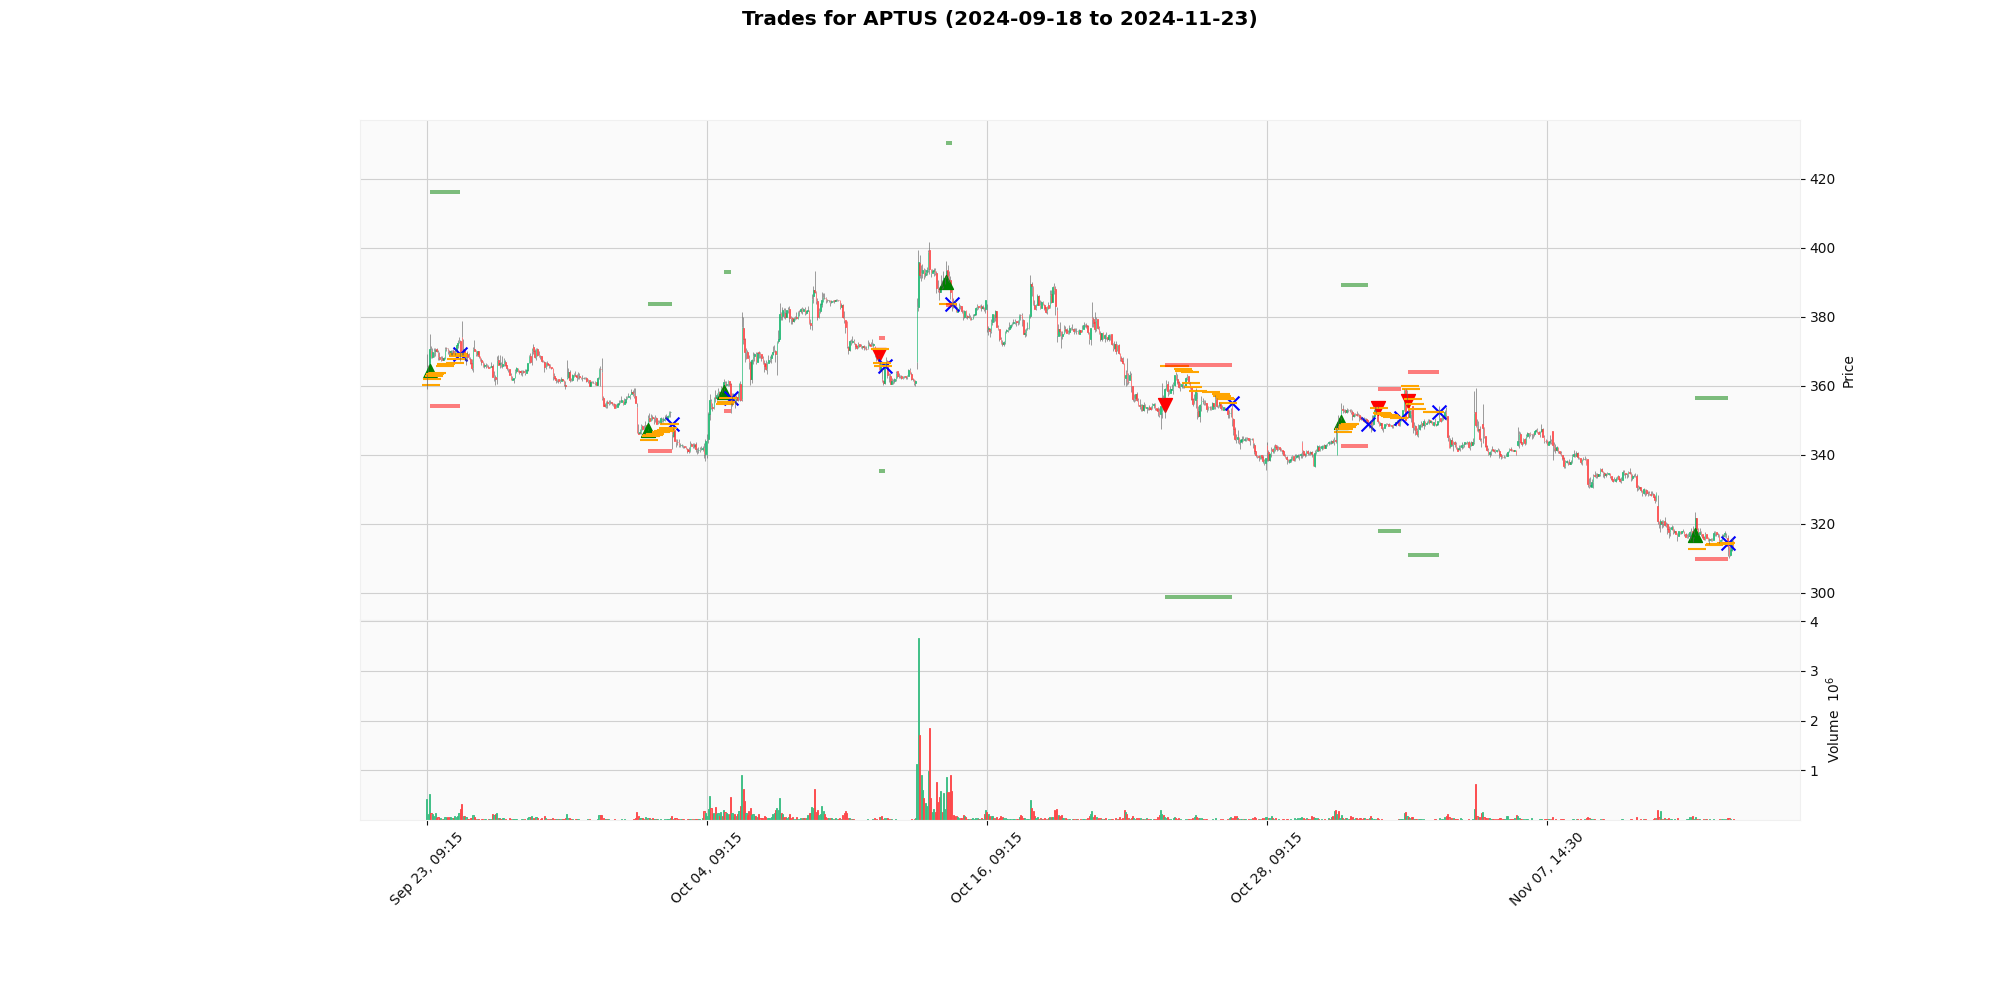 Trades for APTUS (2024-09-18 to 2024-11-23)
420
400
380
360
340
320
300
Price
4
3
2
1
Volume 10^6
Sep 23, 09:15
Oct 04, 09:15
Oct 16, 09:15
Oct 28, 09:15
Nov 07, 14:30